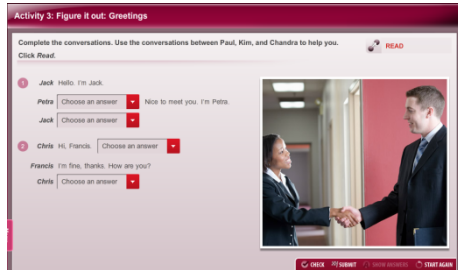 Activity 3: Figure it out: Greetings
Complete the conversations. Use the conversations between Paul, Kim, and Chandra to help you.
Click Read.
READ
1 Jack Hello. I'm Jack.
Petra Choose an answer Nice to meet you. I'm Petra.
Jack Choose an answer
2 Chris Hi, Francis. Choose an answer
Francis I'm fine, thanks. How are you?
Chris Choose an answer
CHECK SUBMIT SHOW ANSWERS START AGAIN